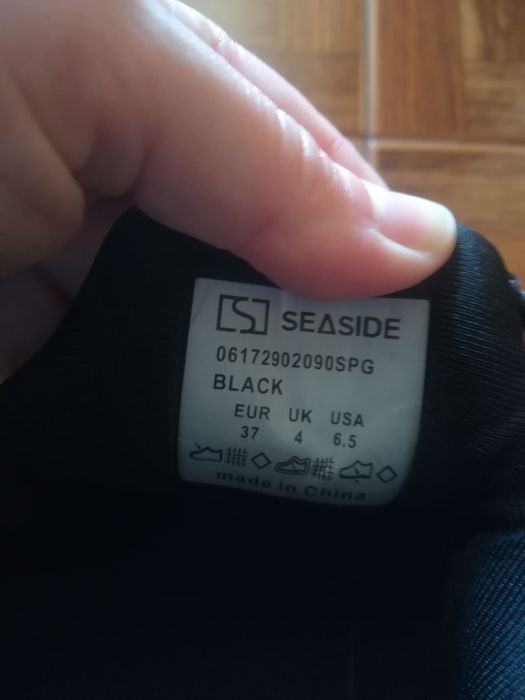 SEASIDE
06172902090SPG
BLACK
EUR UK USA
37 4 6.5
made in China